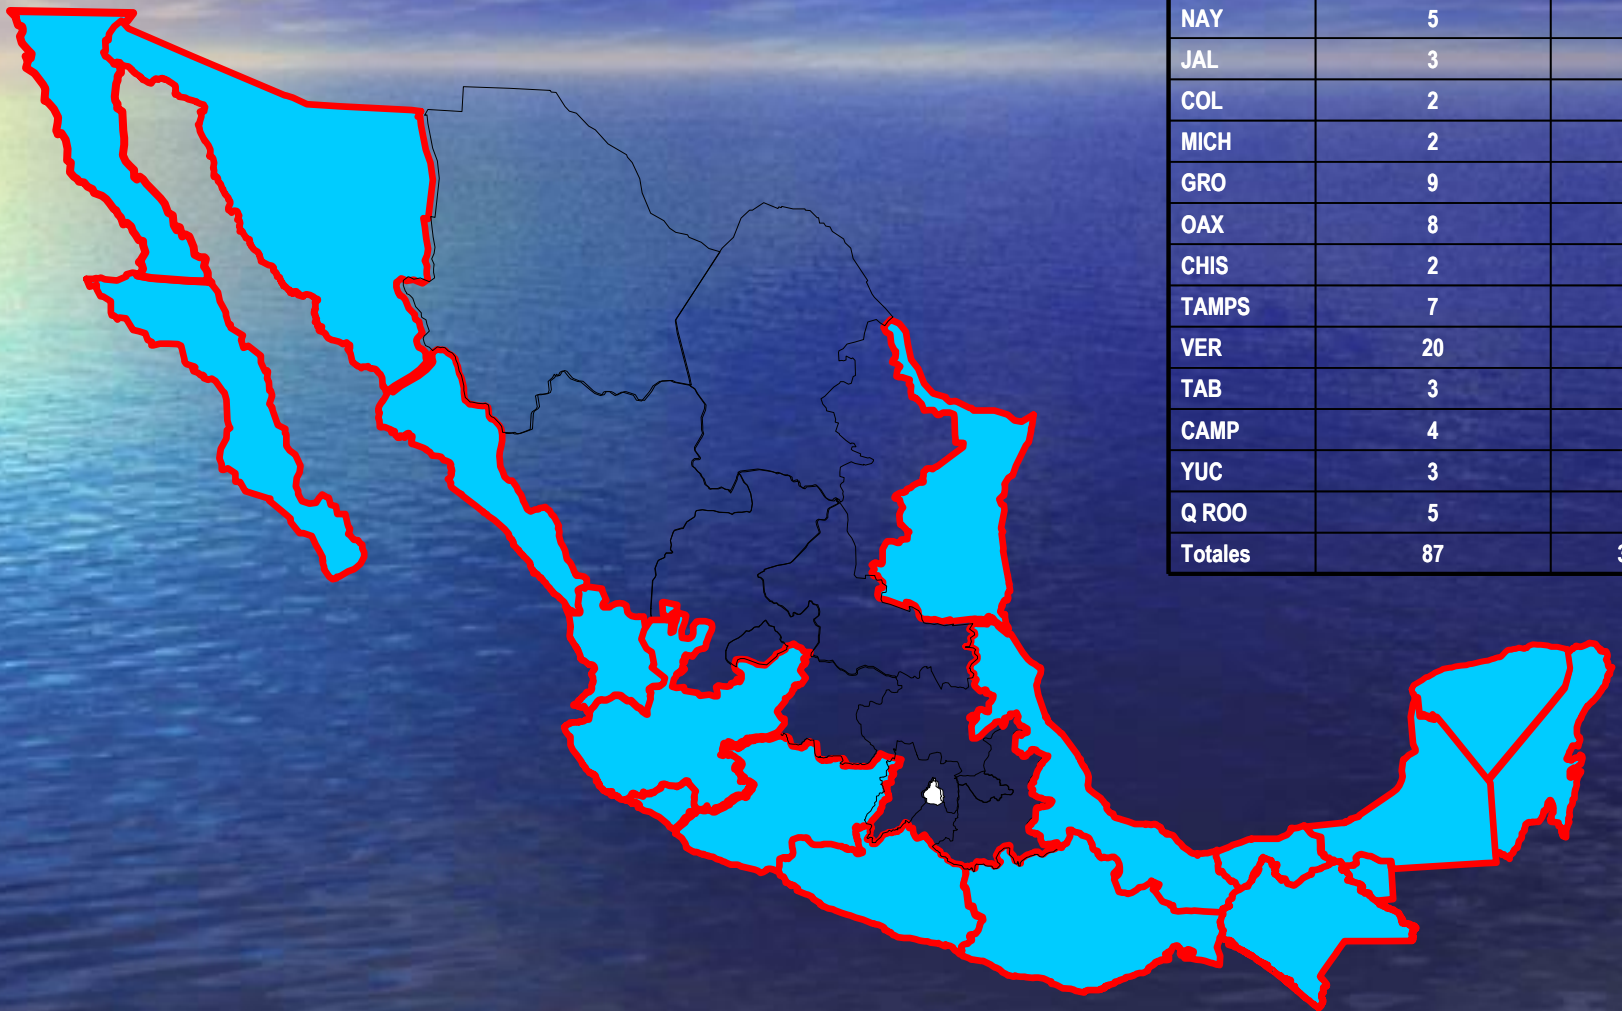 NAY 5
JAL 3
COL 2
MICH 2
GRO 9
OAX 8
CHIS 2
TAMPS 7
VER 20
TAB 3
CAMP 4
YUC 3
Q ROO 5
Totales 87